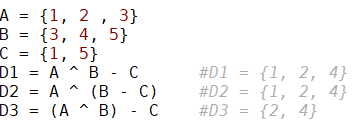 A = {1, 2 , 3}
B = {3, 4, 5}
C = {1, 5}
D1 = A ^ B - C     #D1 = {1, 2, 4}
D2 = A ^ (B - C)   #D2 = {1, 2, 4}
D3 = (A ^ B) - C   #D3 = {2, 4}